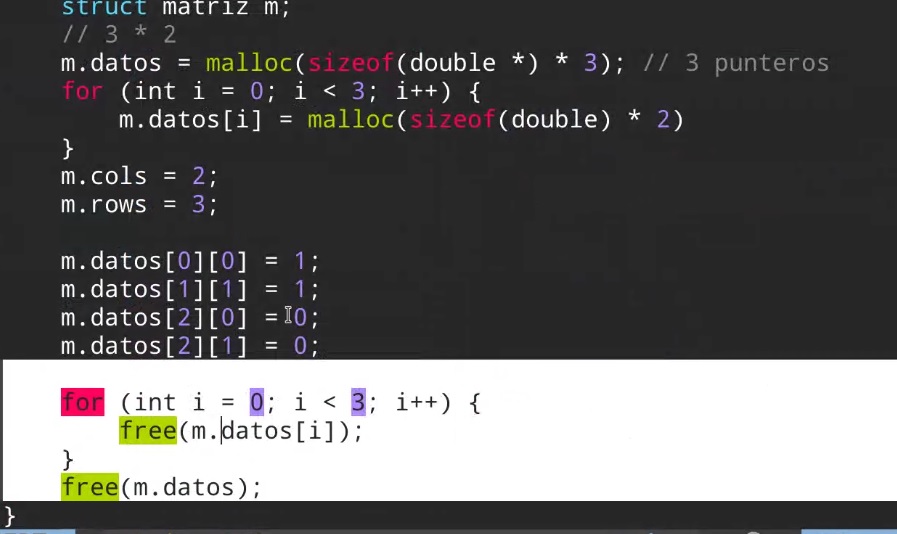 struct matriz m;
// 3 * 2
m.datos = malloc(sizeof(double *) * 3); // 3 punteros
for (int i = 0; i < 3; i++) {
    m.datos[i] = malloc(sizeof(double) * 2)
}
m.cols = 2;
m.rows = 3;

m.datos[0][0] = 1;
m.datos[1][1] = 1;
m.datos[2][0] = 0;
m.datos[2][1] = 0;

for (int i = 0; i < 3; i++) {
    free(m.datos[i]);
}
free(m.datos);
}